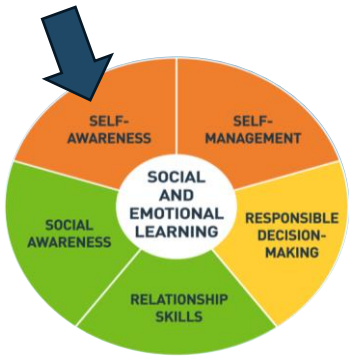 SELF-
AWARENESS
SELF-
MANAGEMENT
SOCIAL
AND
EMOTIONAL
LEARNING
SOCIAL
AWARENESS
RESPONSIBLE
DECISION-
MAKING
RELATIONSHIP
SKILLS